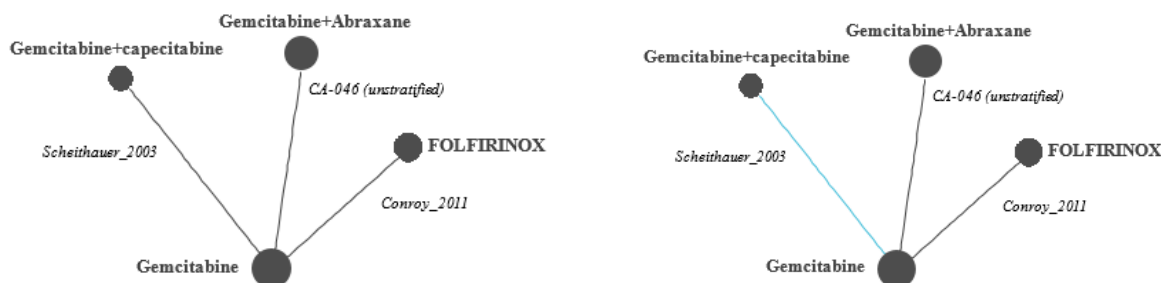 Gemcitabine+Abraxane
Gemcitabine+capecitabine
CA-046 (unstratified)
Scheithauer_2003
FOLFIRINOX
Conroy_2011
Gemcitabine
Gemcitabine+Abraxane
Gemcitabine+capecitabine
CA-046 (unstratified)
Scheithauer_2003
FOLFIRINOX
Conroy_2011
Gemcitabine